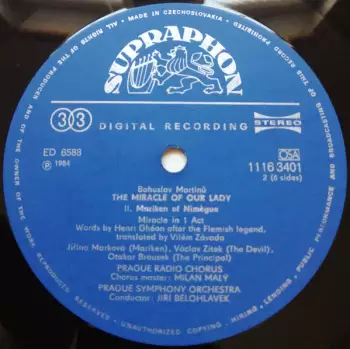 MADE IN CZECHOSLOVAKIA
ALL RIGHTS OF THE PRODUCER AND OF THE OWNER OF THE WORK REPRODUCED RESERVED
UNAUTHORIZED COPYING - HIRING, LENDING, PUBLIC PERFORMANCE AND BROADCASTING OF THIS RECORD PROHIBITED
SUPRAPHON
33 DIGITAL RECORDING STEREO
ED 6588
℗ 1984
OSA
1116 3401
2 (6 sides)
Bohuslav Martinů
THE MIRACLE OF OUR LADY
II. Mariken of Nimègue
Miracle in 1 Act
Words by Henri Ghéon after the Flemish legend,
translated by Vilém Závada
Jiřina Marková (Mariken), Václav Zítek (The Devil),
Otakar Brousek (The Principal)
PRAGUE RADIO CHORUS
Chorus master: MILAN MALÝ
PRAGUE SYMPHONY ORCHESTRA
Conductor: JIŘÍ BĚLOHLÁVEK